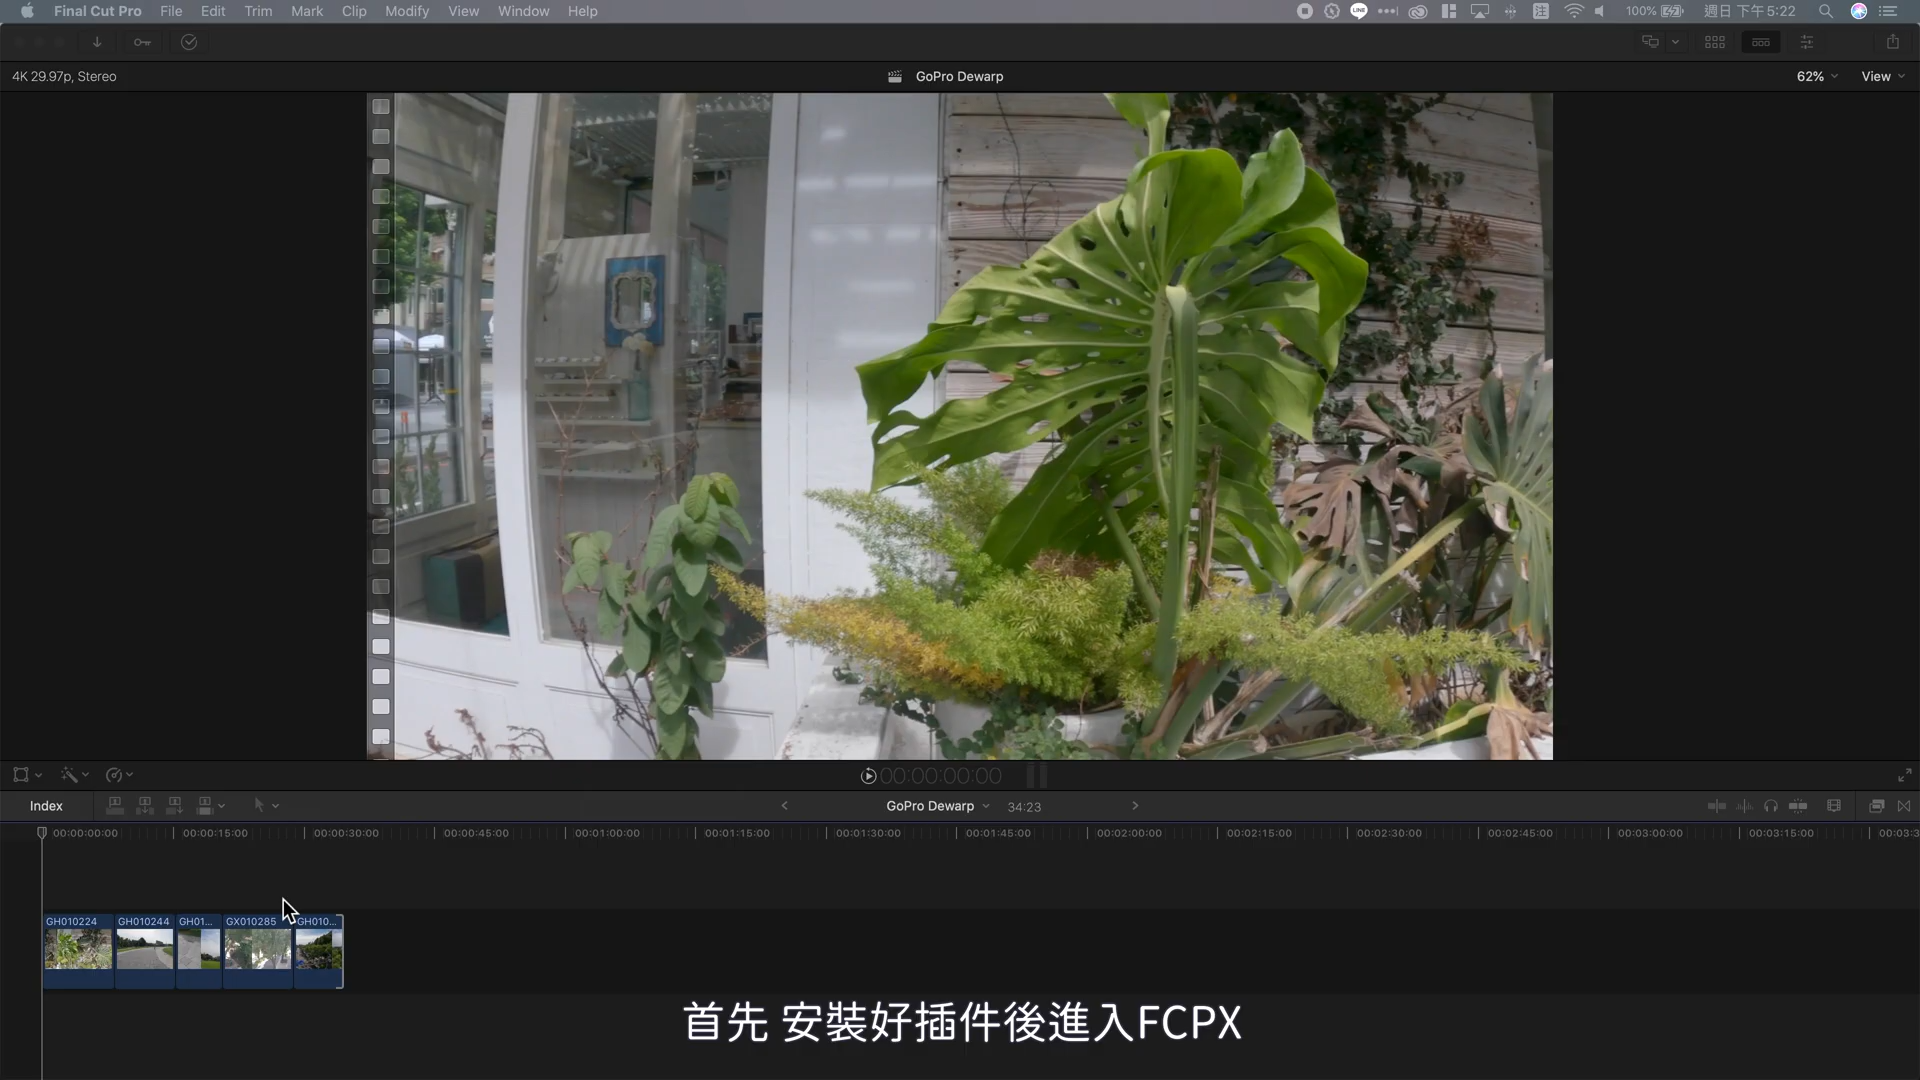 Final Cut Pro File Edit Trim Mark Clip Modify View Window Help 100% 週日 下午5:22
4K 29.97p, Stereo GoPro Dewarp 62% View
00:00:00:00
Index GoPro Dewarp 34:23
00:00:00:00 00:00:15:00 00:00:30:00 00:00:45:00 00:01:00:00 00:01:15:00 00:01:30:00 00:01:45:00 00:02:00:00 00:02:15:00 00:02:30:00 00:02:45:00 00:03:00:00 00:03:15:00 00:03:3
GH010224 GH010244 GH01... GX010285 GH010...
首先 安裝好插件後進入FCPX